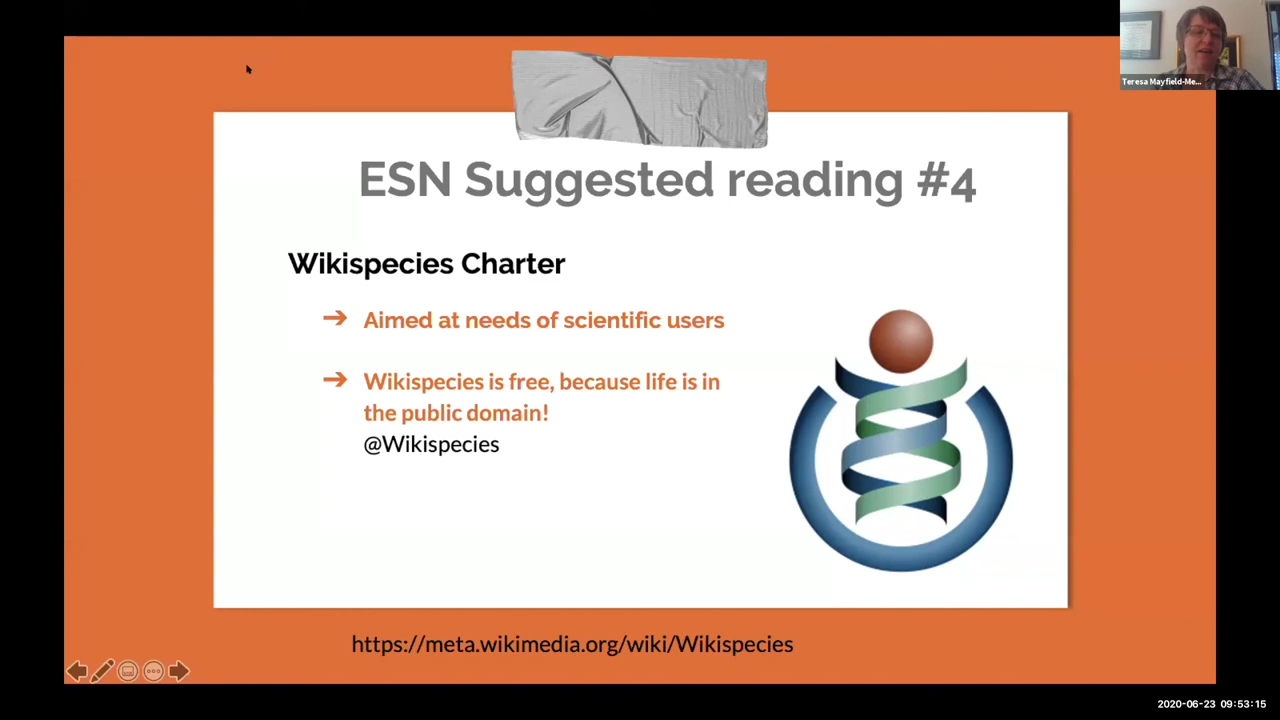 Teresa Mayfield-Me...
ESN Suggested reading #4
Wikispecies Charter
➔ Aimed at needs of scientific users
➔ Wikispecies is free, because life is in
the public domain!
@Wikispecies
https://meta.wikimedia.org/wiki/Wikispecies
2020-06-23 09:53:15